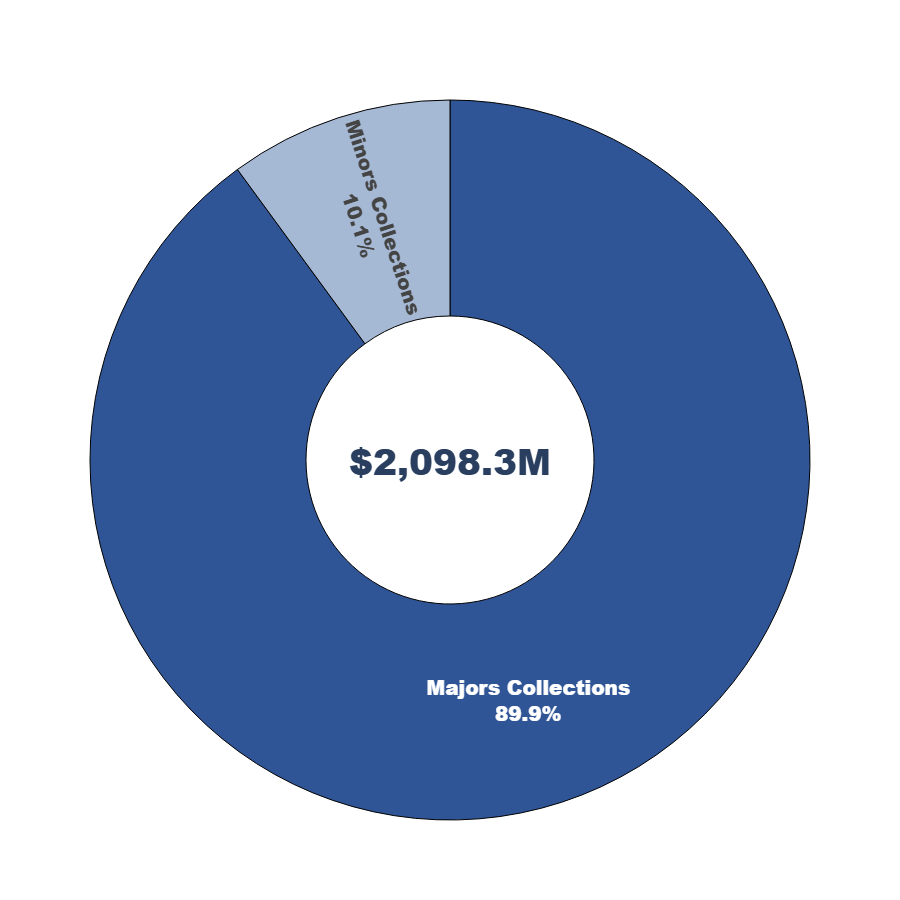 Minors Collections
10.1%
$2,098.3M
Majors Collections
89.9%